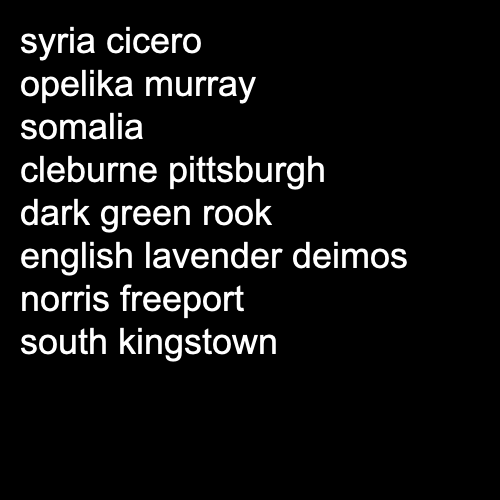 syria cicero
opelika murray
somalia
cleburne pittsburgh
dark green rook
english lavender deimos
norris freeport
south kingstown